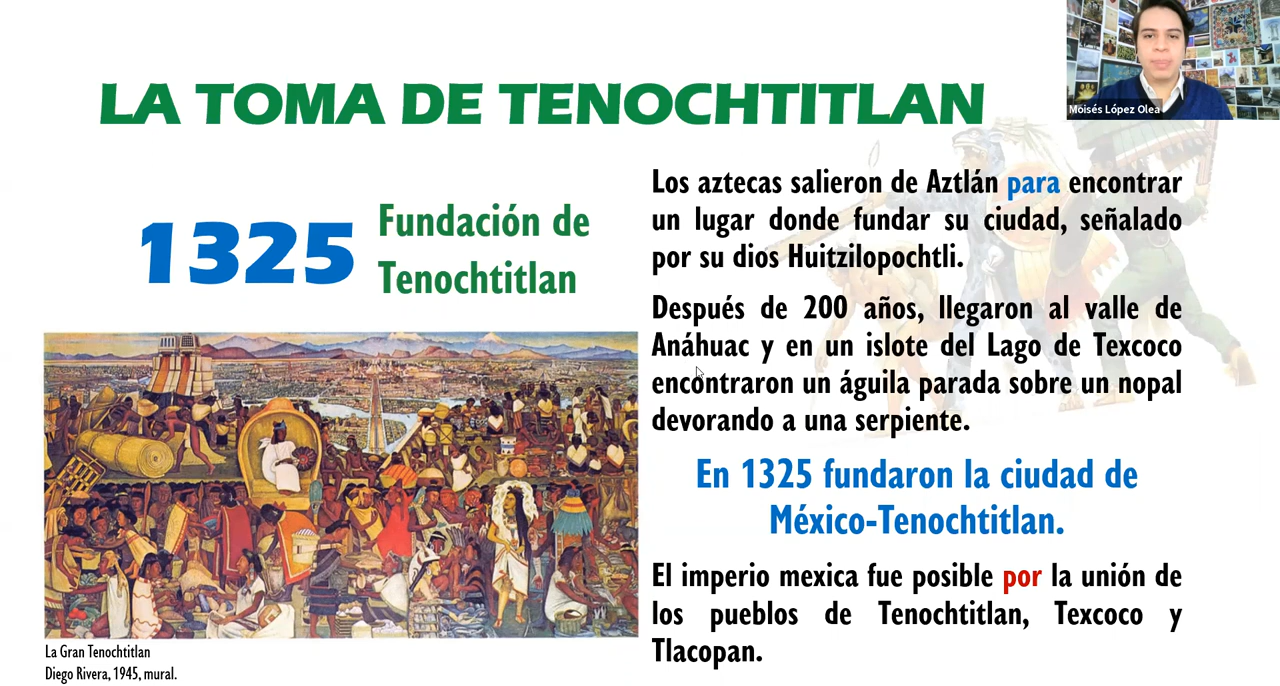 Moisés López Olea
LA TOMA DE TENOCHTITLAN
1325
Fundación de
Tenochtitlan
La Gran Tenochtitlan
Diego Rivera, 1945, mural.
Los aztecas salieron de Aztlán para encontrar
un lugar donde fundar su ciudad, señalado
por su dios Huitzilopochtli.
Después de 200 años, llegaron al valle de
Anáhuac y en un islote del Lago de Texcoco
encontraron un águila parada sobre un nopal
devorando a una serpiente.
En 1325 fundaron la ciudad de
México-Tenochtitlan.
El imperio mexica fue posible por la unión de
los pueblos de Tenochtitlan, Texcoco y
Tlacopan.